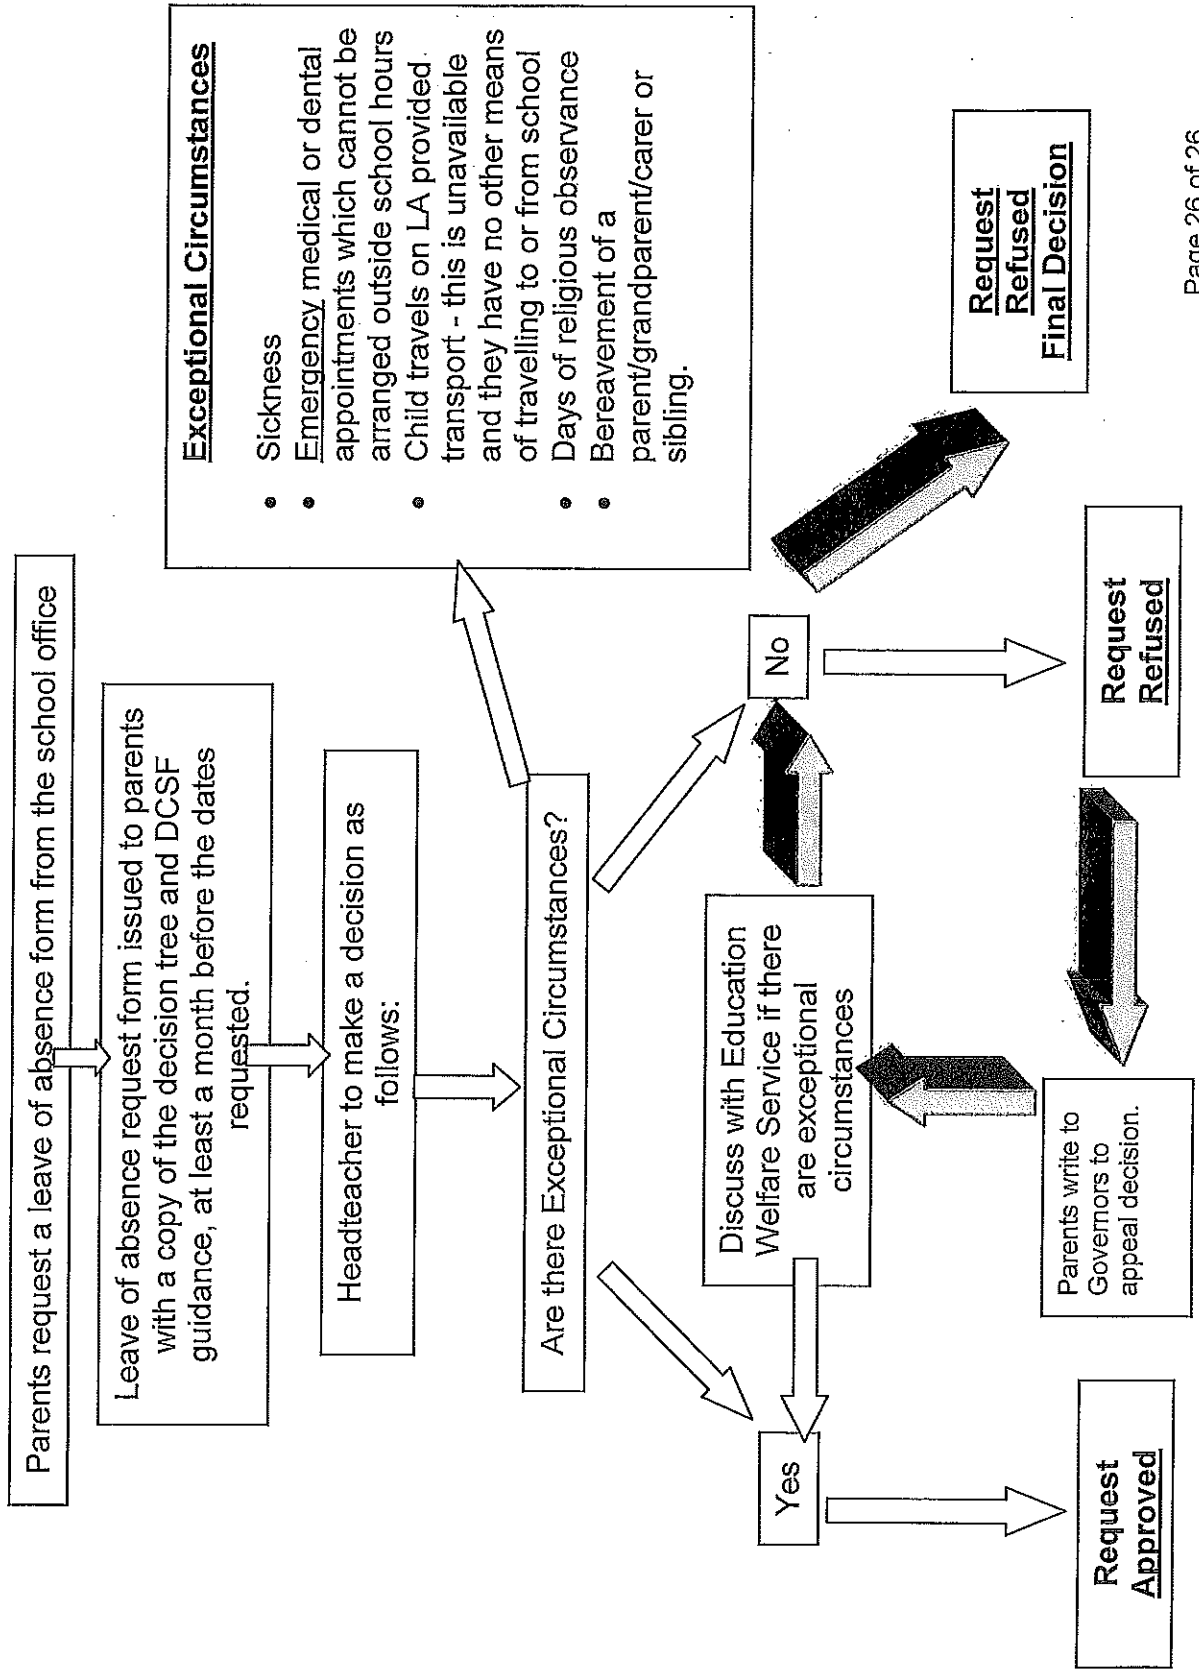 Parents request a leave of absence form from the school office
Leave of absence request form issued to parents
with a copy of the decision tree and DCSF
guidance, at least a month before the dates
requested.
Headteacher to make a decision as
follows:
Are there Exceptional Circumstances?
Exceptional Circumstances
• Sickness
• Emergency medical or dental
appointments which cannot be
arranged outside school hours
• Child travels on LA provided
transport - this is unavailable
and they have no other means
of travelling to or from school
• Days of religious observance
• Bereavement of a
parent/grandparent/carer or
sibling.
Yes
Discuss with Education
Welfare Service if there
are exceptional
circumstances
No
Request
Approved
Parents write to
Governors to
appeal decision.
Request
Refused
Request
Refused
Final Decision
Page 26 of 26